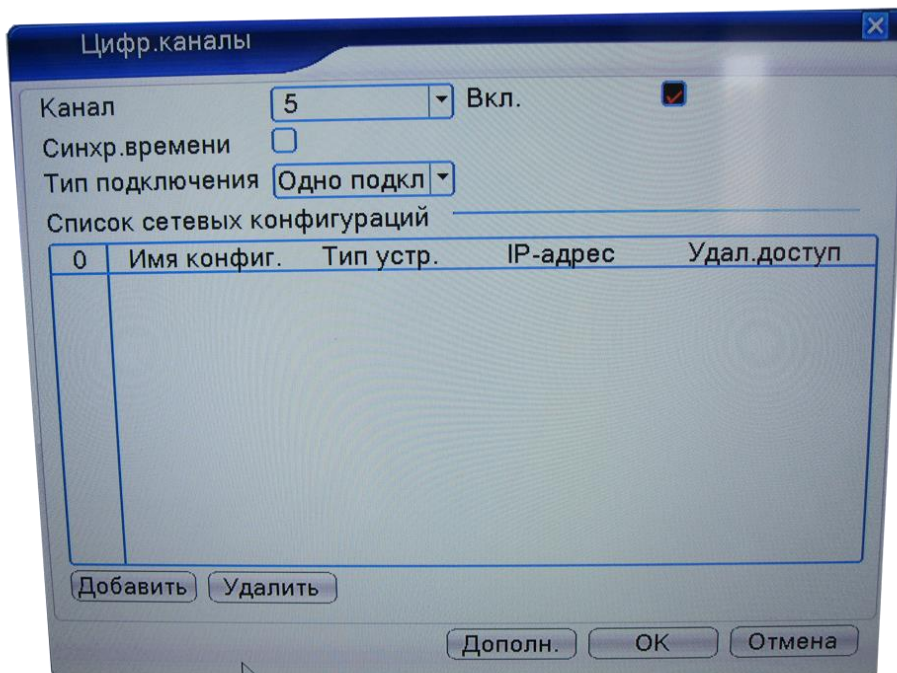 Цифр.каналы
Канал 5 Вкл.
Синхр.времени
Тип подключения Одно подкл
Список сетевых конфигураций
0 Имя конфиг. Тип устр. IP-адрес Удал.доступ
Добавить Удалить
Дополн. OK Отмена